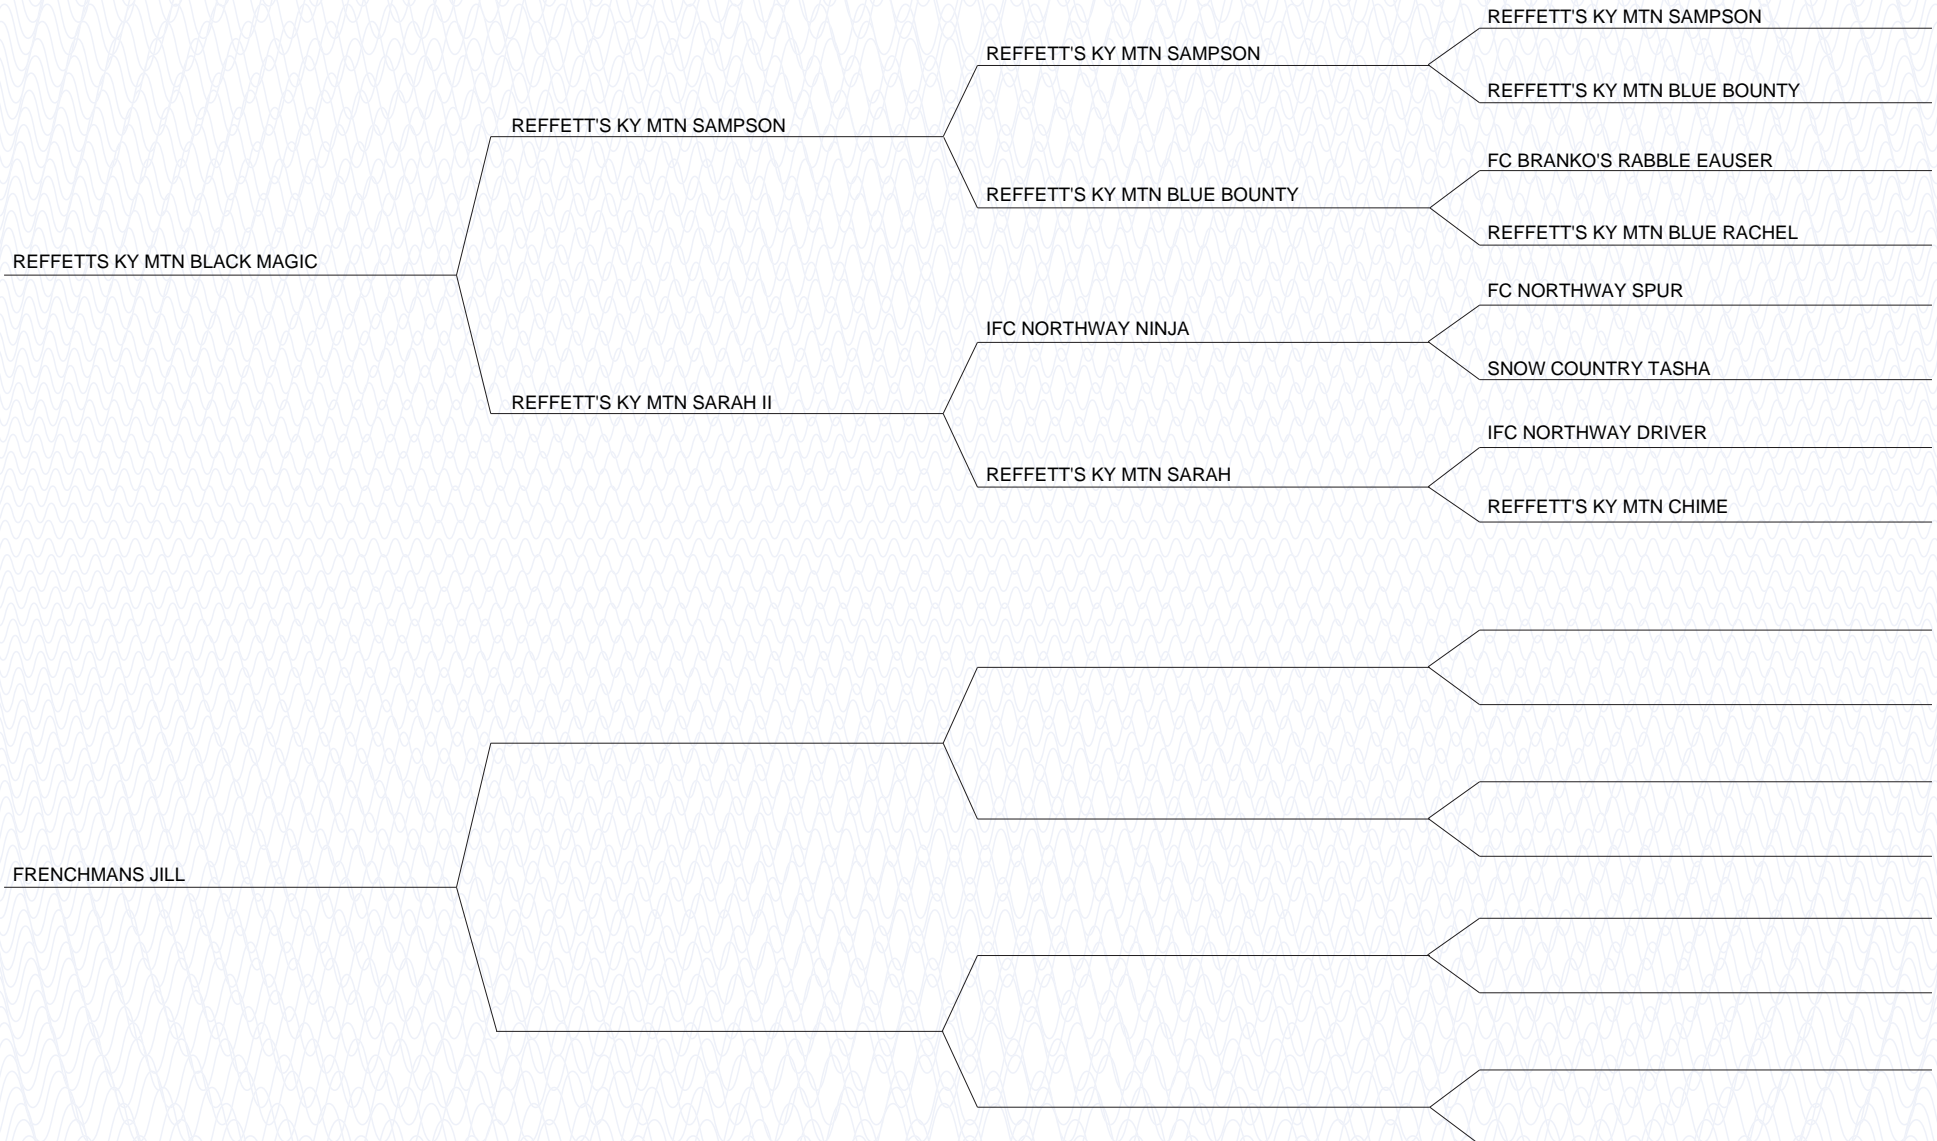 REFFETT'S KY MTN SAMPSON
REFFETT'S KY MTN SAMPSON
REFFETT'S KY MTN BLUE BOUNTY
REFFETT'S KY MTN SAMPSON
FC BRANKO'S RABBLE EAUSER
REFFETT'S KY MTN BLUE BOUNTY
REFFETT'S KY MTN BLUE RACHEL
REFFETTS KY MTN BLACK MAGIC
FC NORTHWAY SPUR
IFC NORTHWAY NINJA
SNOW COUNTRY TASHA
REFFETT'S KY MTN SARAH II
IFC NORTHWAY DRIVER
REFFETT'S KY MTN SARAH
REFFETT'S KY MTN CHIME
FRENCHMANS JILL